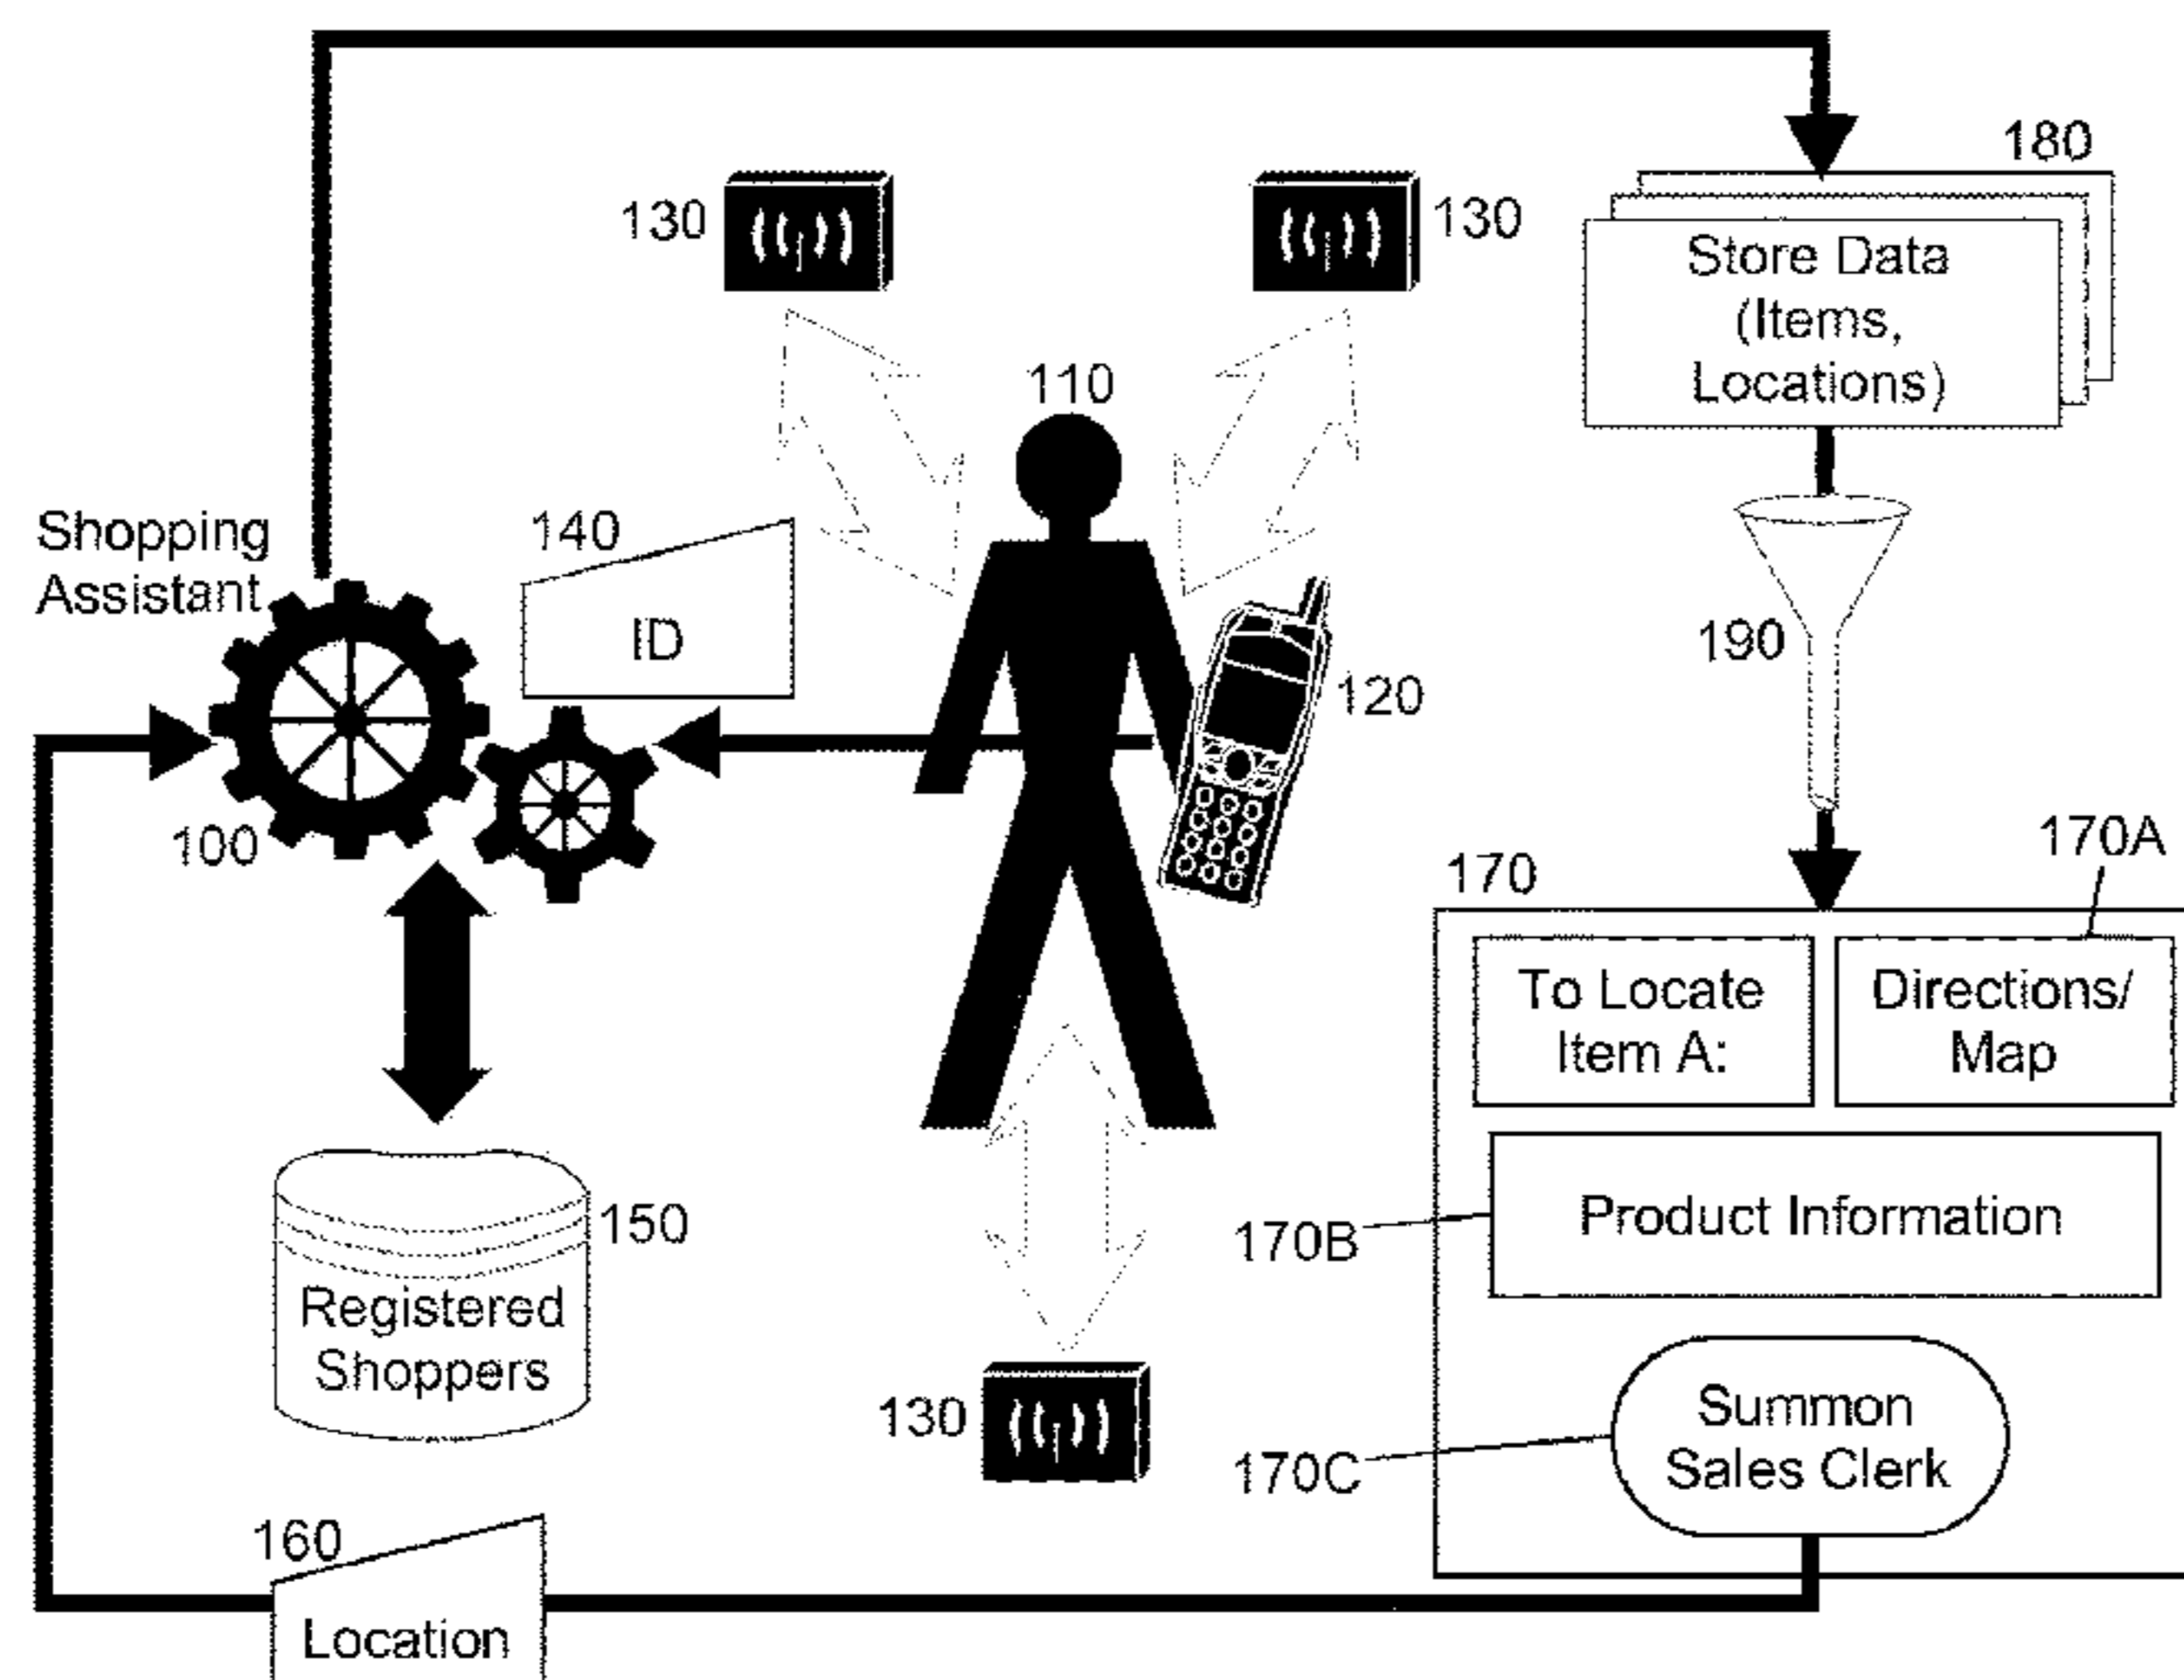 180
130
130
Store Data
(Items,
Locations)
110
Shopping
Assistant
140
ID
190
120
100
170A
170
To Locate
Item A:
Directions/
Map
150
Product Information
170B
Registered
Shoppers
130
Summon
Sales Clerk
170C
160
Location